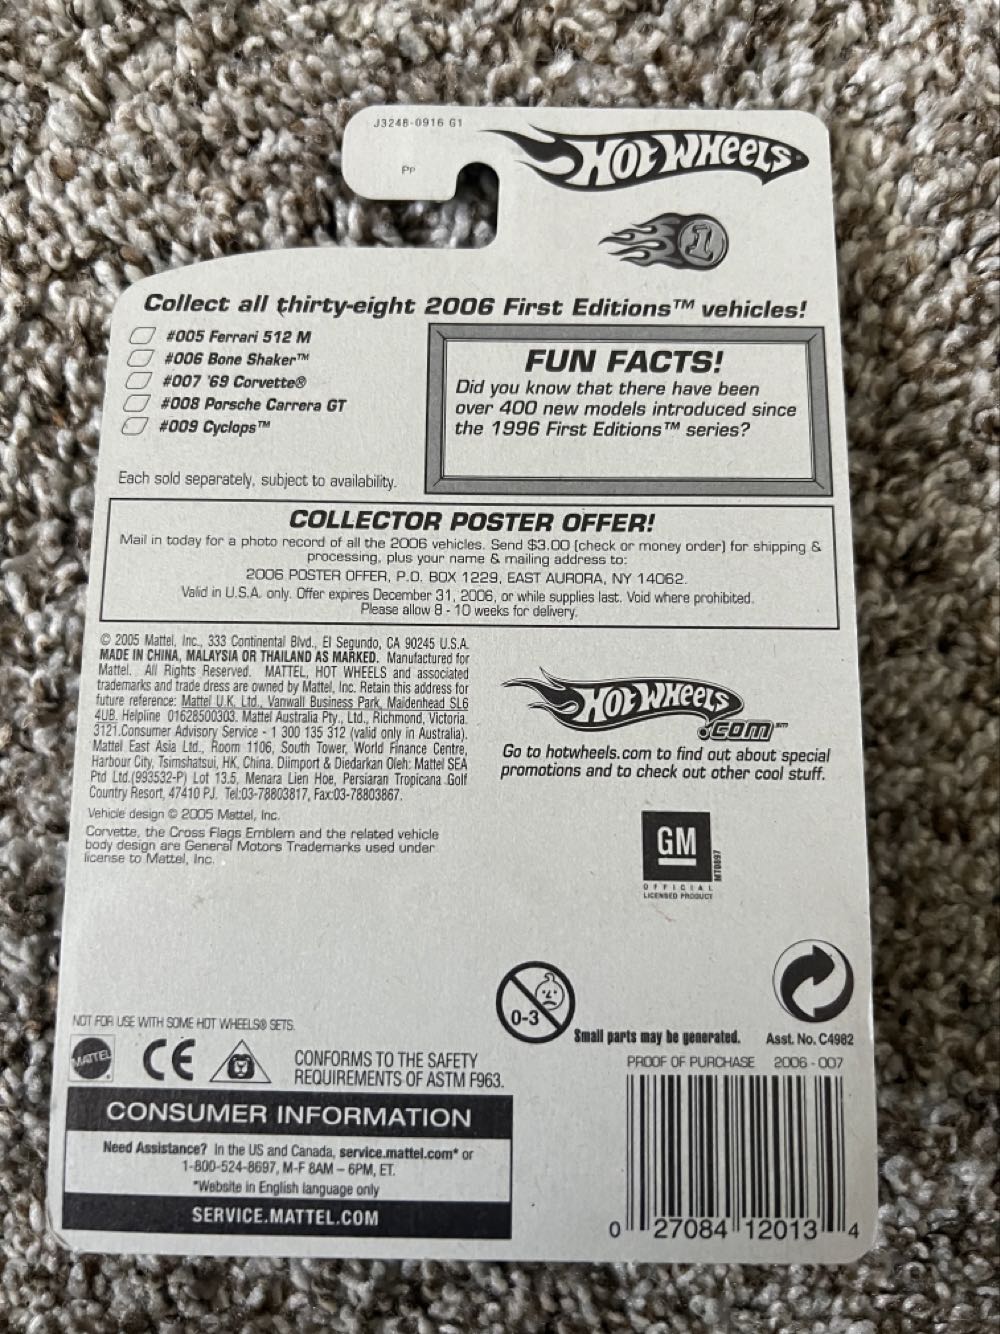 J3248-0916 G1
PP
HOT WHEELS
1
Collect all thirty-eight 2006 First Editions™ vehicles!
#005 Ferrari 512 M
#006 Bone Shaker™
#007 '69 Corvette®
#008 Porsche Carrera GT
#009 Cyclops™
Each sold separately, subject to availability.
FUN FACTS!
Did you know that there have been
over 400 new models introduced since
the 1996 First Editions™ series?
COLLECTOR POSTER OFFER!
Mail in today for a photo record of all the 2006 vehicles. Send $3.00 (check or money order) for shipping &
processing, plus your name & mailing address to:
2006 POSTER OFFER, P.O. BOX 1229, EAST AURORA, NY 14062.
Valid in U.S.A. only. Offer expires December 31, 2006, or while supplies last. Void where prohibited.
Please allow 8 - 10 weeks for delivery.
© 2005 Mattel, Inc., 333 Continental Blvd., El Segundo, CA 90245 U.S.A.
MADE IN CHINA, MALAYSIA OR THAILAND AS MARKED. Manufactured for
Mattel. All Rights Reserved. MATTEL, HOT WHEELS and associated
trademarks and trade dress are owned by Mattel, Inc. Retain this address for
future reference: Mattel U.K. Ltd., Vanwall Business Park, Maidenhead SL6
4UB. Helpline 01628500303. Mattel Australia Pty., Ltd., Richmond, Victoria.
3121.Consumer Advisory Service - 1 300 135 312 (valid only in Australia).
Mattel East Asia Ltd., Room 1106, South Tower, World Finance Centre,
Harbour City, Tsimshatsui, HK, China. Diimport & Diedarkan Oleh: Mattel SEA
Ptd Ltd.(993532-P) Lot 13.5, Menara Lien Hoe, Persiaran Tropicana Golf
Country Resort, 47410 PJ. Tel:03-78803817, Fax:03-78803867.
Vehicle design © 2005 Mattel, Inc.
Corvette, the Cross Flags Emblem and the related vehicle
body design are General Motors Trademarks used under
license to Mattel, Inc.
HOT WHEELS
.COM℠
Go to hotwheels.com to find out about special
promotions and to check out other cool stuff.
GM
OFFICIAL
LICENSED PRODUCT
MT0897
0-3
Small parts may be generated.
Asst. No. C4982
NOT FOR USE WITH SOME HOT WHEELS® SETS.
MATTEL
CE
CONFORMS TO THE SAFETY
REQUIREMENTS OF ASTM F963.
PROOF OF PURCHASE 2006 - 007
CONSUMER INFORMATION
Need Assistance? In the US and Canada, service.mattel.com* or
1-800-524-8697, M-F 8AM – 6PM, ET.
*Website in English language only
SERVICE.MATTEL.COM
0 27084 12013 4